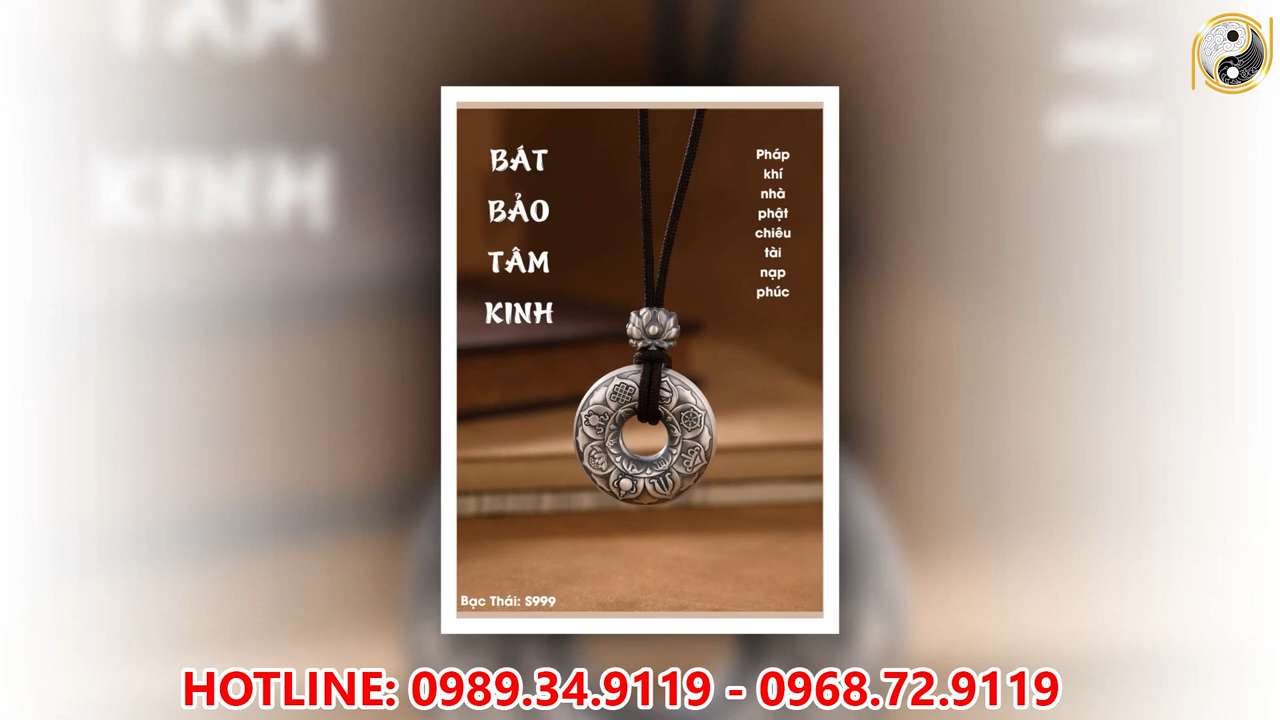 BÁT
BẢO
TÂM
KINH
Pháp
khí
nhà
phật
chiêu
tài
nạp
phúc
Bạc Thái: S999
HOTLINE: 0989.34.9119 - 0968.72.9119